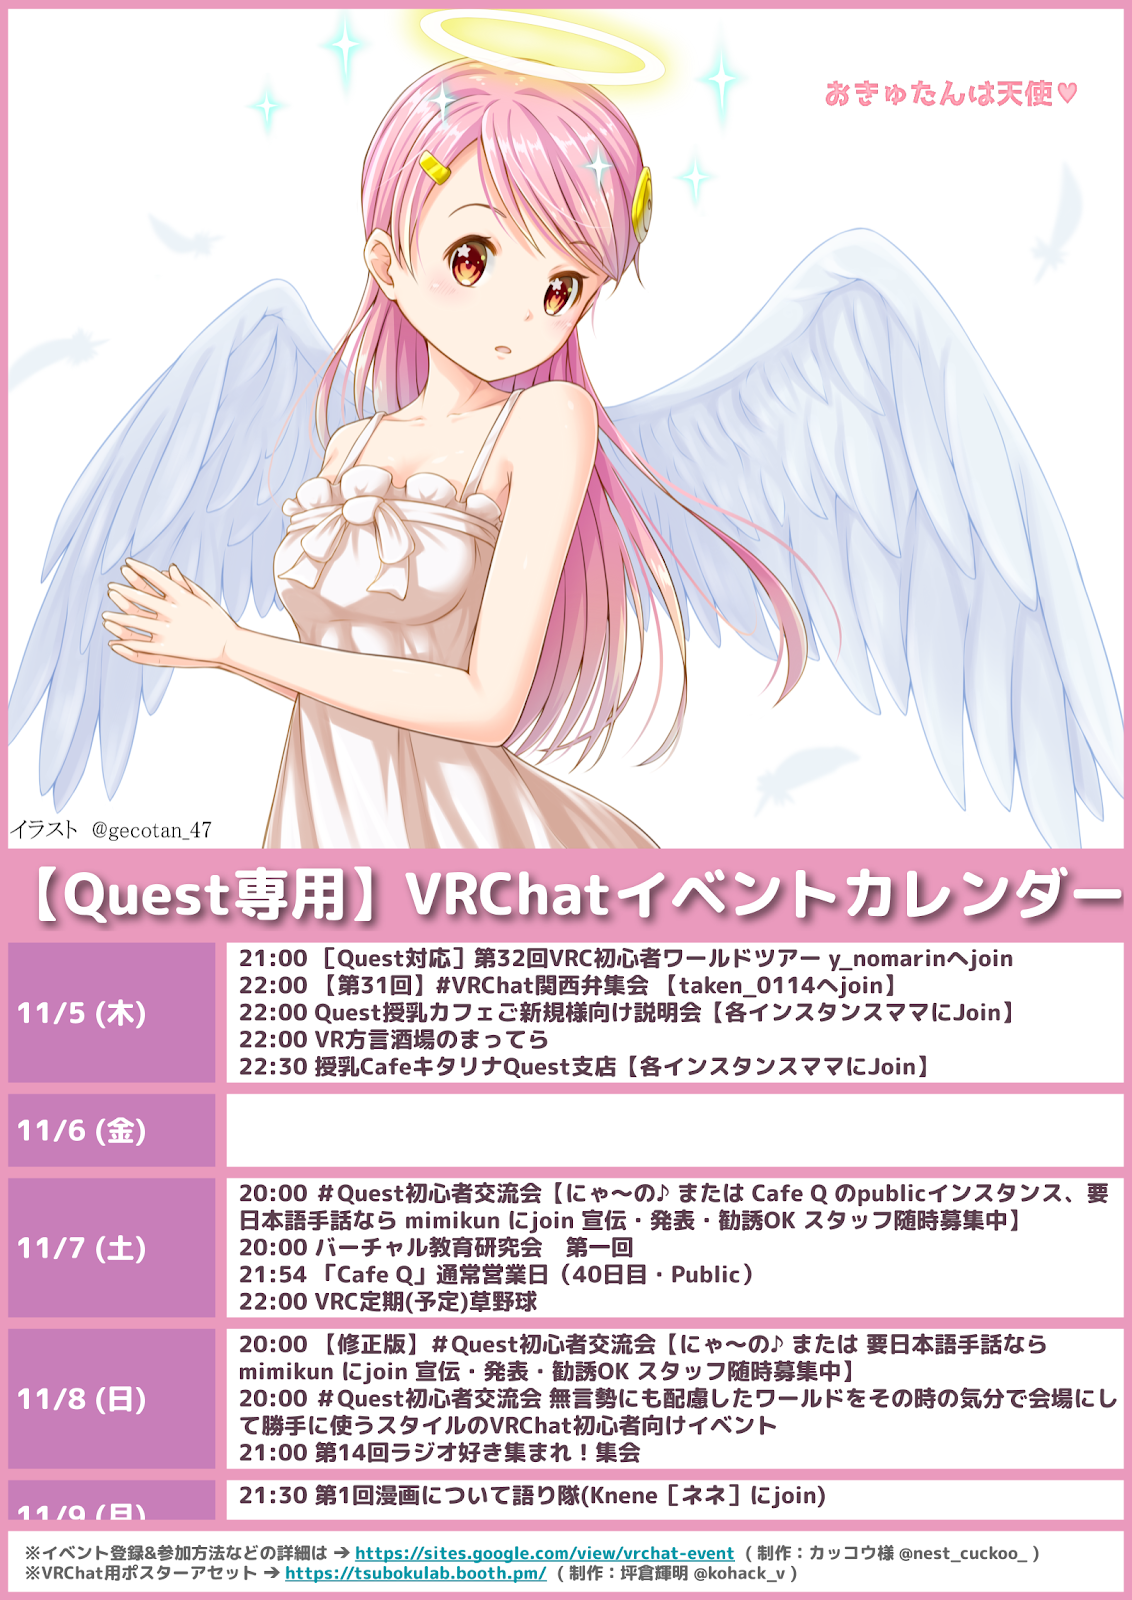 おきゅたんは天使♥
イラスト @gecotan_47
【Quest専用】VRChatイベントカレンダー
11/5 (木)
21:00 ［Quest対応］第32回VRC初心者ワールドツアー y_nomarinへjoin
22:00 【第31回】#VRChat関西弁集会 【taken_0114へjoin】
22:00 Quest授乳カフェご新規様向け説明会【各インスタンスママにJoin】
22:00 VR方言酒場のまってら
22:30 授乳CafeキタリナQuest支店【各インスタンスママにJoin】
11/6 (金)
11/7 (土)
20:00 ＃Quest初心者交流会【にゃ〜の♪ または Cafe Q のpublicインスタンス、要
日本語手話なら mimikun にjoin 宣伝・発表・勧誘OK スタッフ随時募集中】
20:00 バーチャル教育研究会　第一回
21:54 「Cafe Q」通常営業日（40日目・Public）
22:00 VRC定期(予定)草野球
11/8 (日)
20:00 【修正版】＃Quest初心者交流会【にゃ〜の♪ または 要日本語手話なら
mimikun にjoin 宣伝・発表・勧誘OK スタッフ随時募集中】
20:00 ＃Quest初心者交流会 無言勢にも配慮したワールドをその時の気分で会場にし
て勝手に使うスタイルのVRChat初心者向けイベント
21:00 第14回ラジオ好き集まれ！集会
11/9 (月)
21:30 第1回漫画について語り隊(Knene［ネネ］にjoin)
※イベント登録&参加方法などの詳細は → https://sites.google.com/view/vrchat-event ( 制作：カッコウ様 @nest_cuckoo_ )
※VRChat用ポスターアセット → https://tsubokulab.booth.pm/ ( 制作：坪倉輝明 @kohack_v )